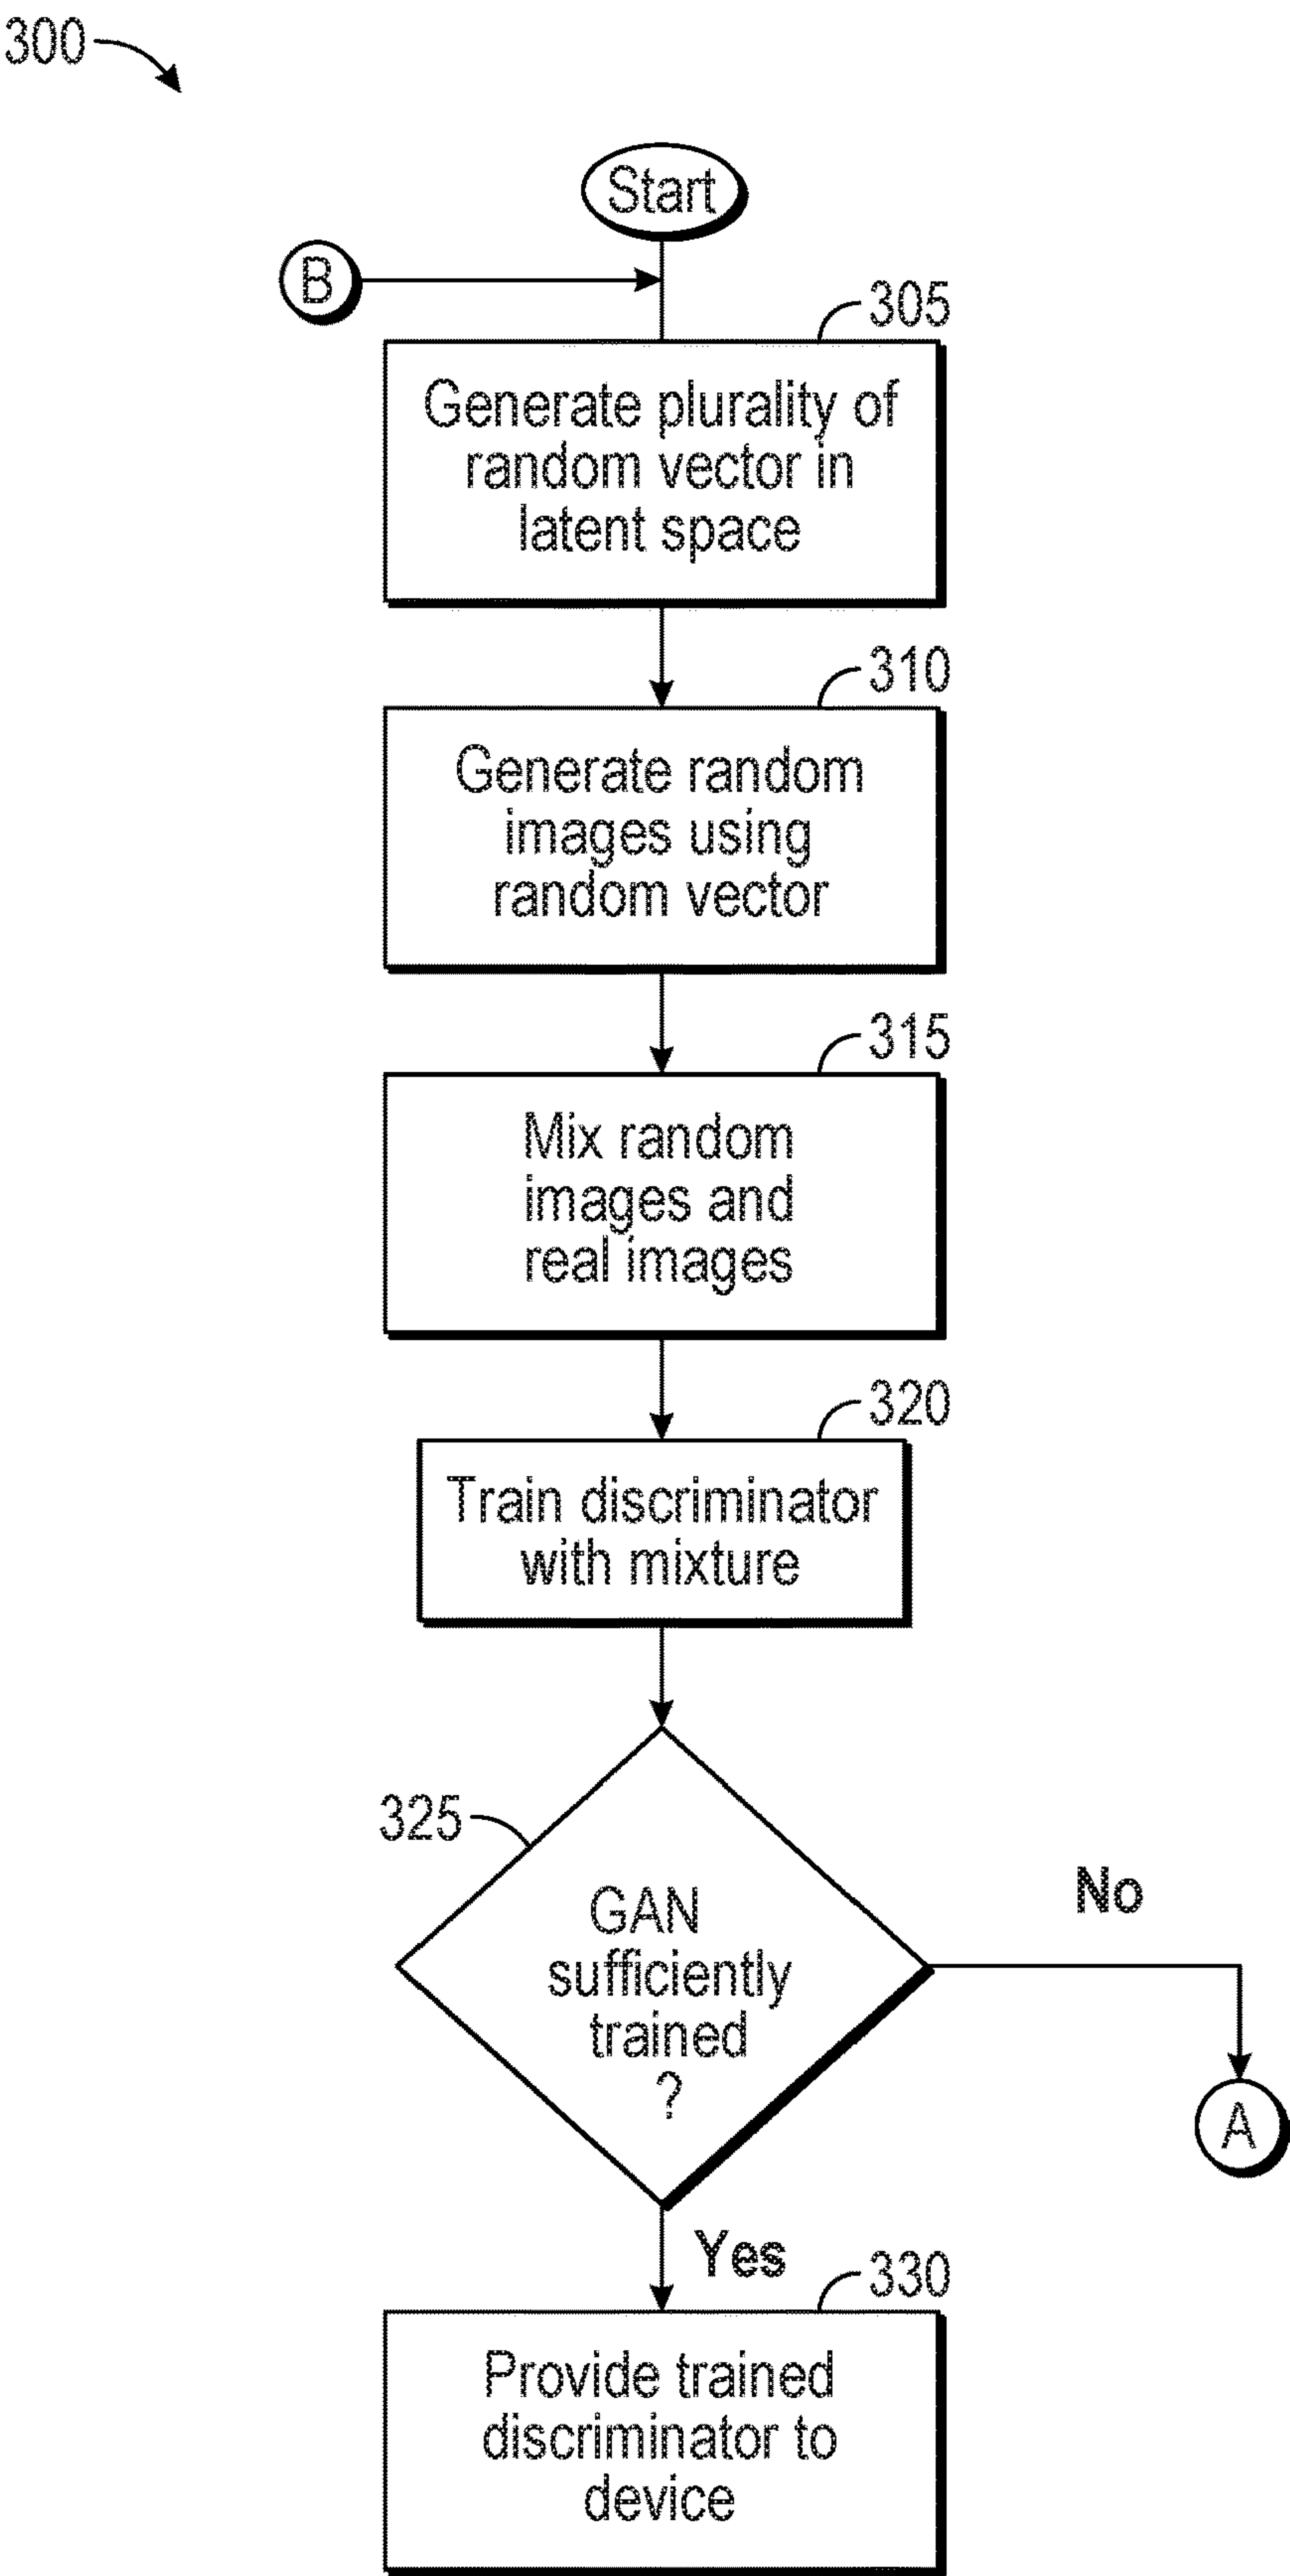 300
Start
B
305
Generate plurality of
random vector in
latent space
310
Generate random
images using
random vector
315
Mix random
images and
real images
320
Train discriminator
with mixture
325
GAN
sufficiently
trained
?
No
A
Yes
330
Provide trained
discriminator to
device